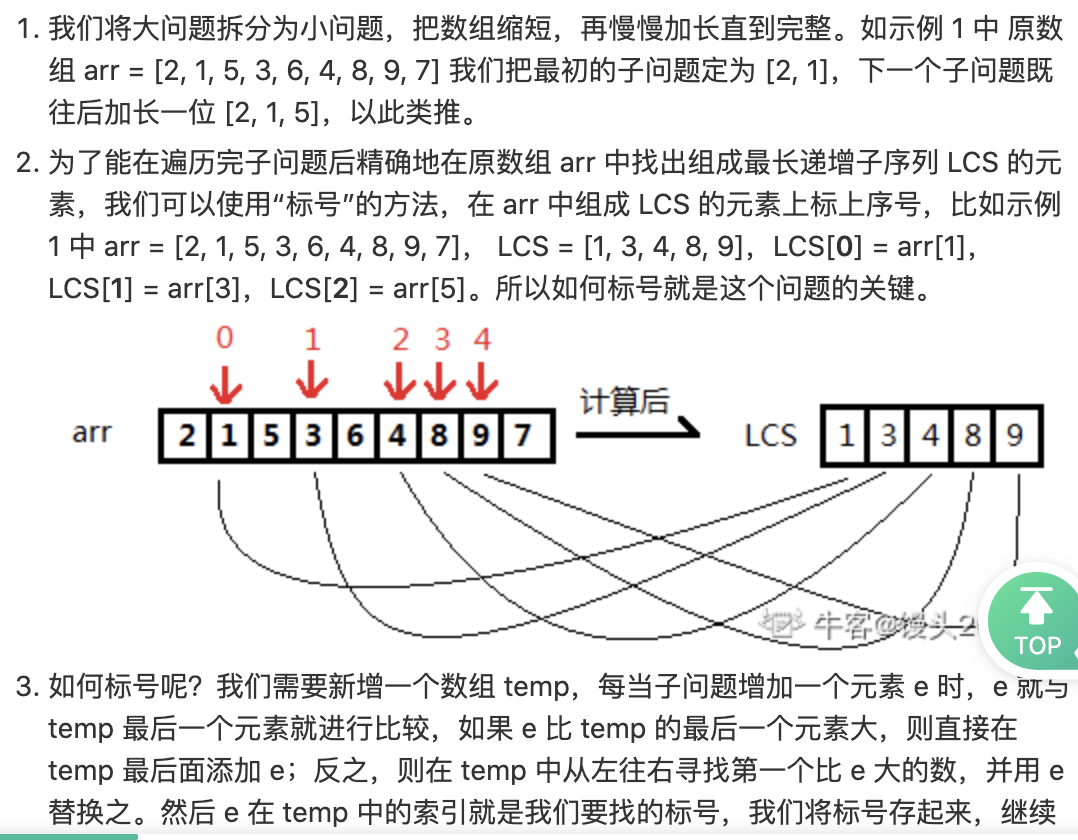 1. 我们将大问题拆分为小问题，把数组缩短，再慢慢加长直到完整。如示例 1 中 原数
组 arr = [2, 1, 5, 3, 6, 4, 8, 9, 7] 我们把最初的子问题定为 [2, 1]，下一个子问题既
往后加长一位 [2, 1, 5]，以此类推。
2. 为了能在遍历完子问题后精确地在原数组 arr 中找出组成最长递增子序列 LCS 的元
素，我们可以使用“标号”的方法，在 arr 中组成 LCS 的元素上标上序号，比如示例
1 中 arr = [2, 1, 5, 3, 6, 4, 8, 9, 7]， LCS = [1, 3, 4, 8, 9]，LCS[0] = arr[1]，
LCS[1] = arr[3]，LCS[2] = arr[5]。所以如何标号就是这个问题的关键。
0 1 2 3 4
arr 2 1 5 3 6 4 8 9 7 计算后 LCS 1 3 4 8 9
牛客@馒头2
TOP
3. 如何标号呢？我们需要新增一个数组 temp，每当子问题增加一个元素 e 时，e 就与
temp 最后一个元素就进行比较，如果 e 比 temp 的最后一个元素大，则直接在
temp 最后面添加 e；反之，则在 temp 中从左往右寻找第一个比 e 大的数，并用 e
替换之。然后 e 在 temp 中的索引就是我们要找的标号，我们将标号存起来，继续